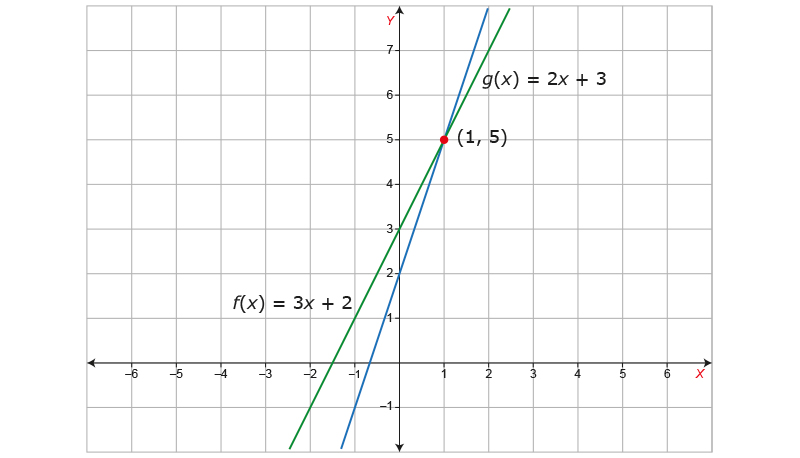 Y
7
g(x) = 2x + 3
6
5
(1, 5)
4
3
2
f(x) = 3x + 2
1
–6 –5 –4 –3 –2 –1 0 1 2 3 4 5 6 X
–1